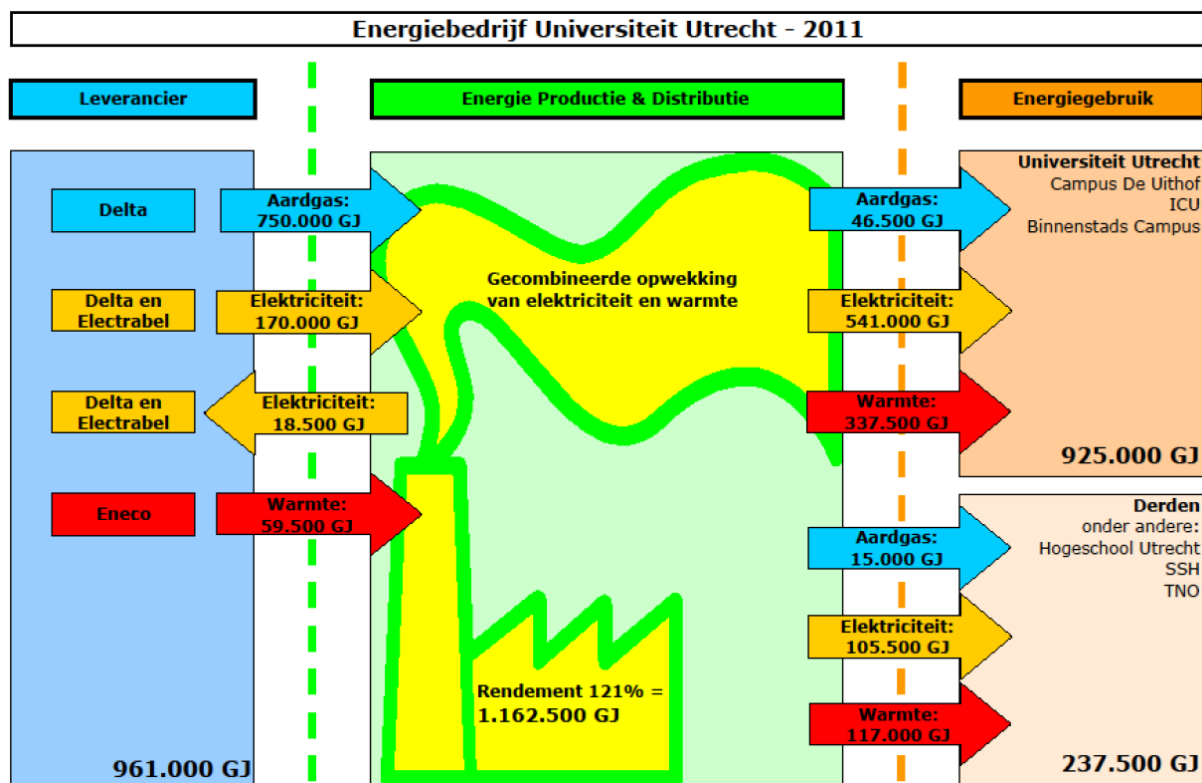 Energiebedrijf Universiteit Utrecht - 2011
Leverancier
Energie Productie & Distributie
Energiegebruik
Delta
Aardgas:
750.000 GJ
Delta en
Electrabel
Elektriciteit:
170.000 GJ
Delta en
Electrabel
Elektriciteit:
18.500 GJ
Eneco
Warmte:
59.500 GJ
961.000 GJ
Gecombineerde opwekking
van elektriciteit en warmte
Rendement 121% =
1.162.500 GJ
Aardgas:
46.500 GJ
Elektriciteit:
541.000 GJ
Warmte:
337.500 GJ
Universiteit Utrecht
Campus De Uithof
ICU
Binnenstads Campus
925.000 GJ
Aardgas:
15.000 GJ
Elektriciteit:
105.500 GJ
Warmte:
117.000 GJ
Derden
onder andere:
Hogeschool Utrecht
SSH
TNO
237.500 GJ